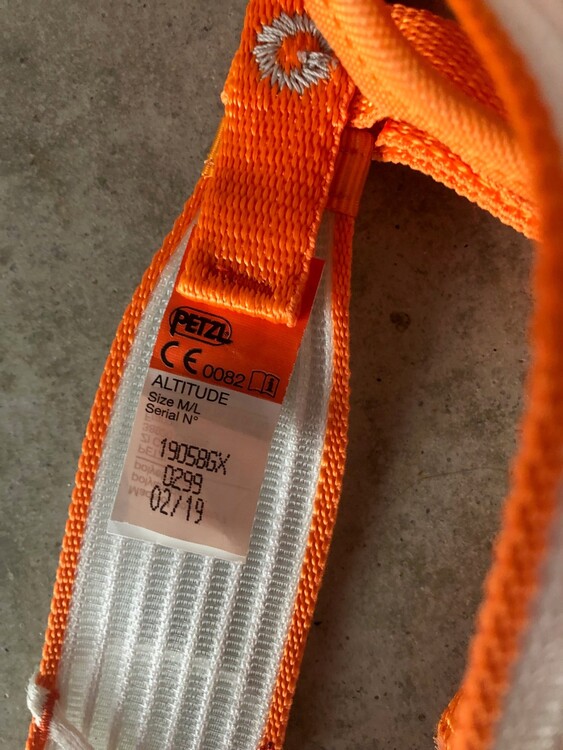 PETZL
CE 0082
ALTITUDE
Size M/L
Serial N°
19058GX
0299
02/19